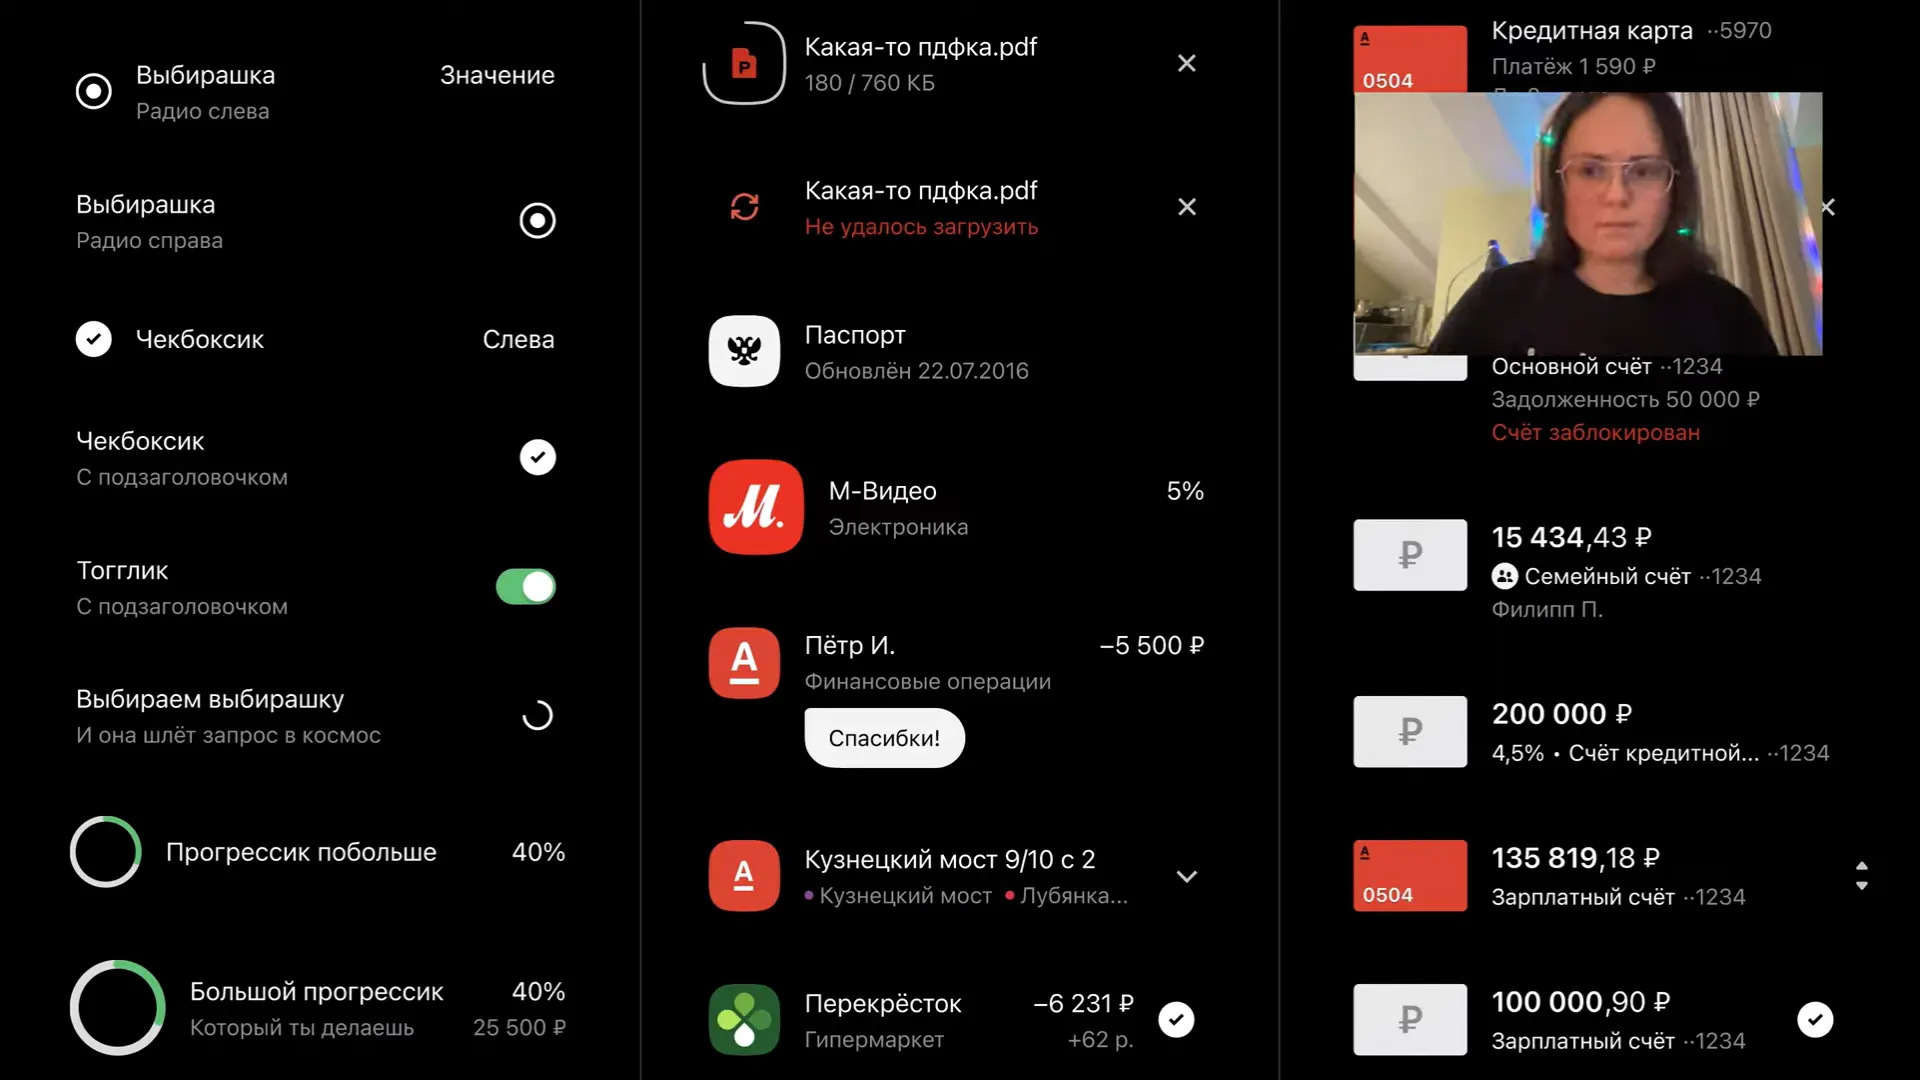 Выбирашка
Значение
Радио слева
Выбирашка
Радио справа
Чекбоксик
Слева
Чекбоксик
С подзаголовочком
Тогглик
С подзаголовочком
Выбираем выбирашку
И она шлёт запрос в космос
Прогрессик побольше
40%
Большой прогрессик
40%
Который ты делаешь
25 500 ₽
P
Какая-то пдфка.pdf
180 / 760 КБ
Какая-то пдфка.pdf
Не удалось загрузить
Паспорт
Обновлён 22.07.2016
М.
М-Видео
5%
Электроника
А
Пётр И.
−5 500 ₽
Финансовые операции
Спасибки!
А
Кузнецкий мост 9/10 с 2
Кузнецкий мост
Лубянка...
Перекрёсток
−6 231 ₽
Гипермаркет
+62 р.
А
0504
Кредитная карта ··5970
Платёж 1 590 ₽
Основной счёт ··1234
Задолженность 50 000 ₽
Счёт заблокирован
₽
15 434,43 ₽
Семейный счёт ··1234
Филипп П.
₽
200 000 ₽
4,5% • Счёт кредитной... ··1234
А
0504
135 819,18 ₽
Зарплатный счёт ··1234
₽
100 000,90 ₽
Зарплатный счёт ··1234